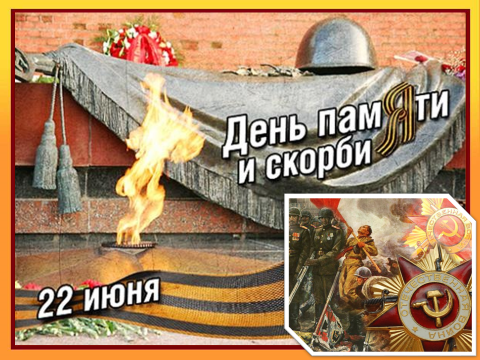 День памЯти
и скорби
22 июня